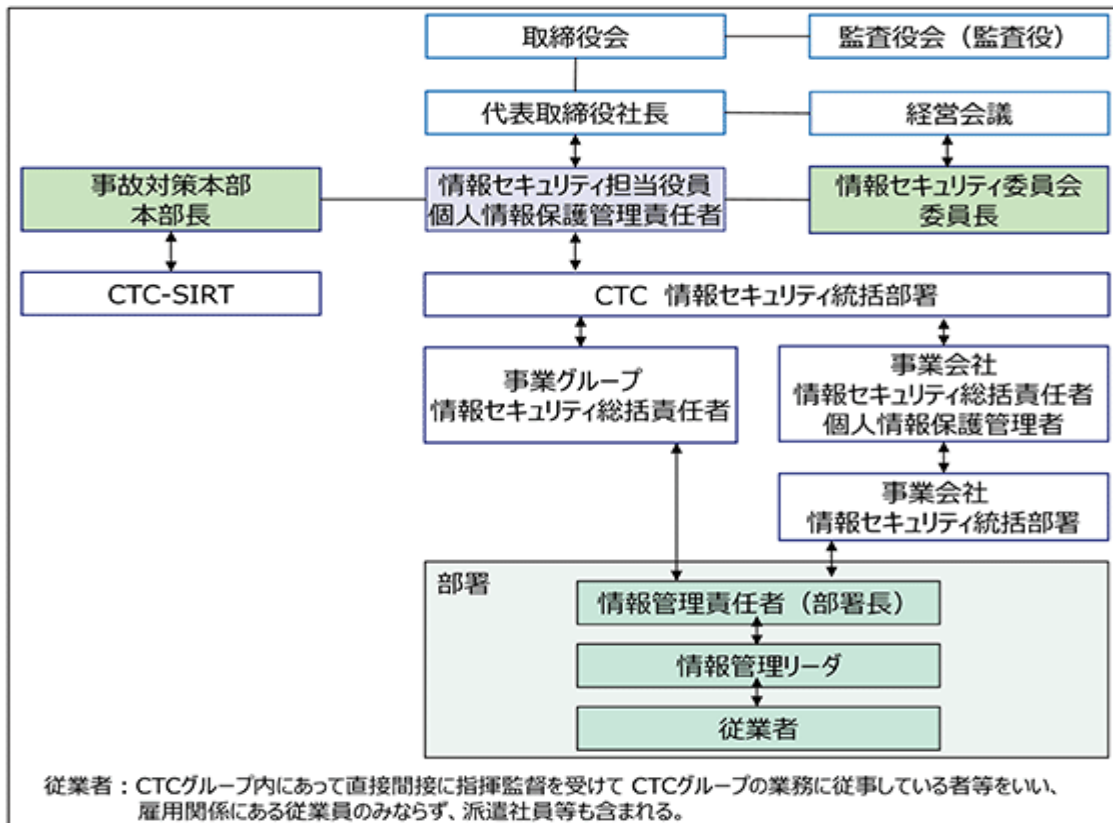 取締役会
監査役会（監査役）
代表取締役社長
経営会議
事故対策本部
本部長
情報セキュリティ担当役員
個人情報保護管理責任者
情報セキュリティ委員会
委員長
CTC-SIRT
CTC 情報セキュリティ統括部署
事業グループ
情報セキュリティ総括責任者
事業会社
情報セキュリティ総括責任者
個人情報保護管理者
事業会社
情報セキュリティ統括部署
部署
情報管理責任者（部署長）
情報管理リーダ
従業者
従業者：CTCグループ内にあって直接間接に指揮監督を受けて CTCグループの業務に従事している者等をいい、
雇用関係にある従業員のみならず、派遣社員等も含まれる。